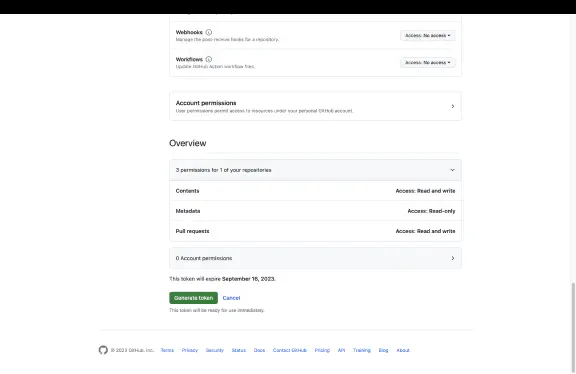 Webhooks
Manage the post-receive hooks for a repository.
Access: No access
Workflows
Update GitHub Action workflow files.
Access: No access
Account permissions
User permissions permit access to resources under your personal GitHub account.
Overview
3 permissions for 1 of your repositories
Contents Access: Read and write
Metadata Access: Read-only
Pull requests Access: Read and write
0 Account permissions
This token will expire September 16, 2023.
Generate token Cancel
This token will be ready for use immediately.
© 2023 GitHub, Inc. Terms Privacy Security Status Docs Contact GitHub Pricing API Training Blog About